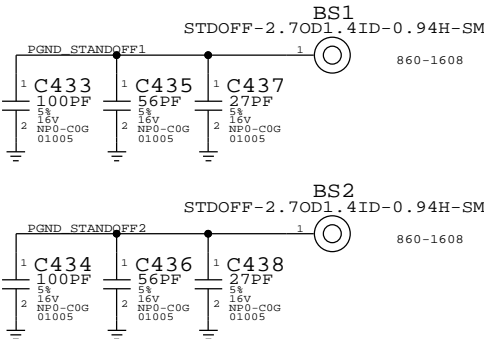 BS1
STDOFF-2.7OD1.4ID-0.94H-SM
PGND_STANDOFF1
1
860-1608
1 C433
100PF
5%
16V
2 NP0-C0G
01005
1 C435
56PF
5%
16V
2 NP0-C0G
01005
1 C437
27PF
5%
16V
2 NP0-C0G
01005
BS2
STDOFF-2.7OD1.4ID-0.94H-SM
PGND_STANDOFF2
1
860-1608
1 C434
100PF
5%
16V
2 NP0-C0G
01005
1 C436
56PF
5%
16V
2 NP0-C0G
01005
1 C438
27PF
5%
16V
2 NP0-C0G
01005